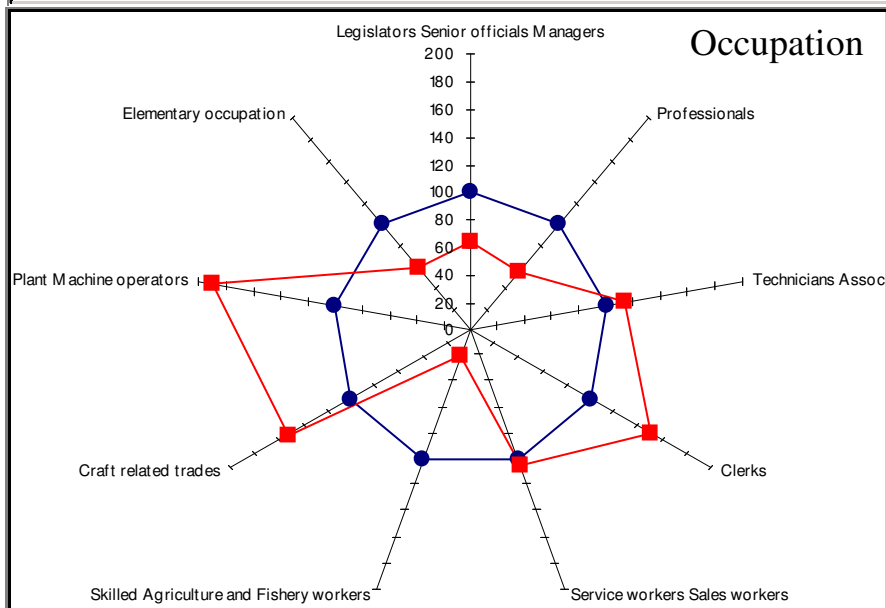 Occupation
Legislators Senior officials Managers
200
180
160
140
120
100
80
60
40
20
0
Elementary occupation
Professionals
Plant Machine operators
Technicians Assoc
Craft related trades
Clerks
Skilled Agriculture and Fishery workers
Service workers Sales workers